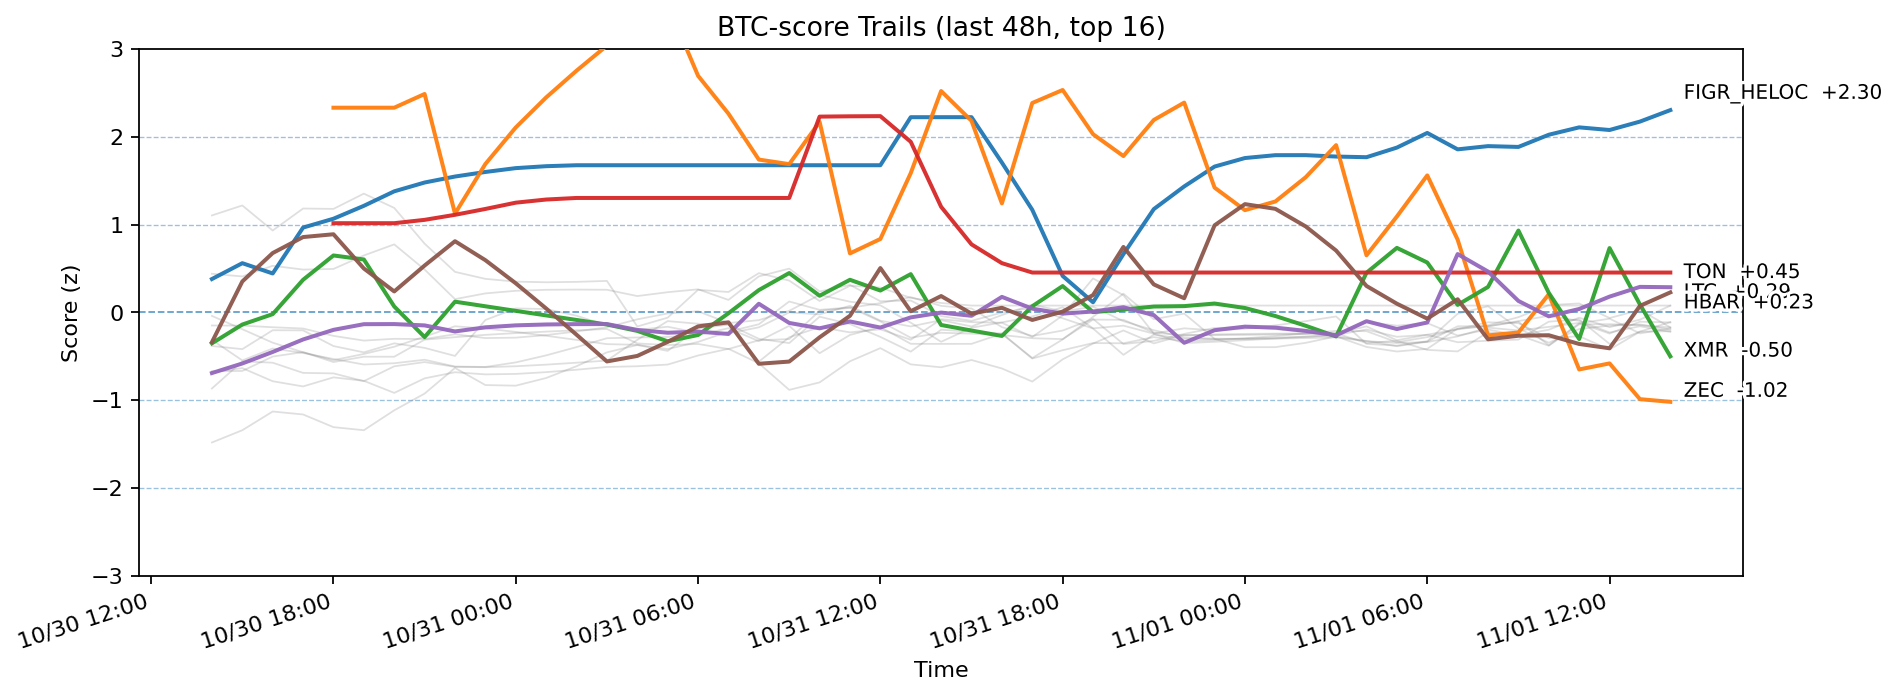 BTC-score Trails (last 48h, top 16)
Score (z)
3
2
1
0
−1
−2
−3
FIGR_HELOC +2.30
TON +0.45
LTC +0.29
HBAR +0.23
XMR -0.50
ZEC -1.02
10/30 12:00
10/30 18:00
10/31 00:00
10/31 06:00
10/31 12:00
10/31 18:00
11/01 00:00
11/01 06:00
11/01 12:00
Time